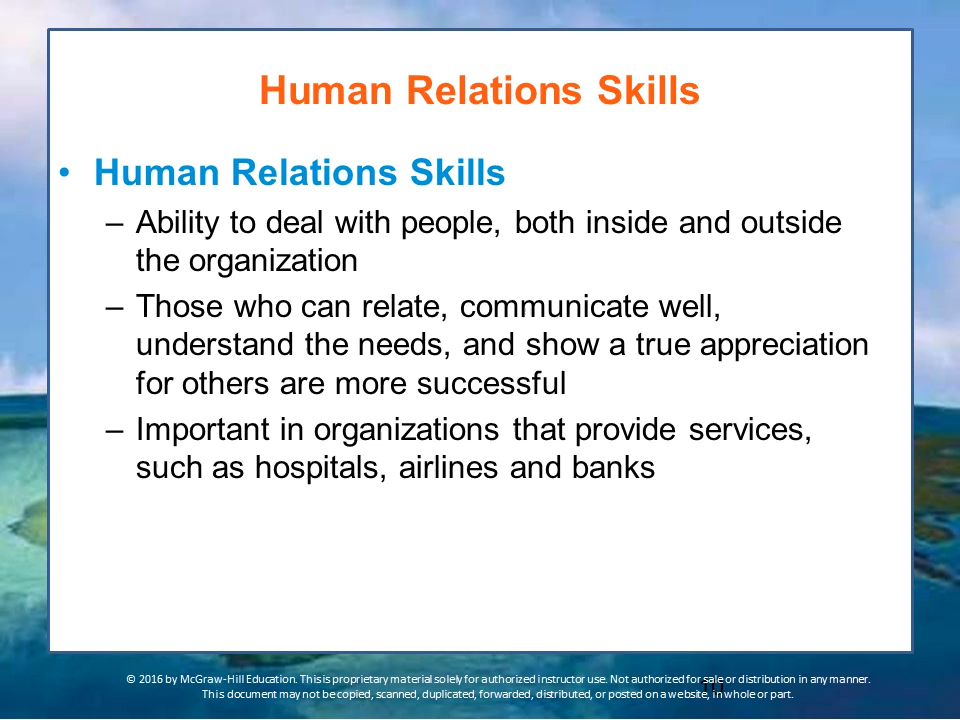 Human Relations Skills
• Human Relations Skills
– Ability to deal with people, both inside and outside
the organization
– Those who can relate, communicate well,
understand the needs, and show a true appreciation
for others are more successful
– Important in organizations that provide services,
such as hospitals, airlines and banks
© 2016 by McGraw-Hill Education. This is proprietary material solely for authorized instructor use. Not authorized for sale or distribution in any manner.
This document may not be copied, scanned, duplicated, forwarded, distributed, or posted on a website, in whole or part.